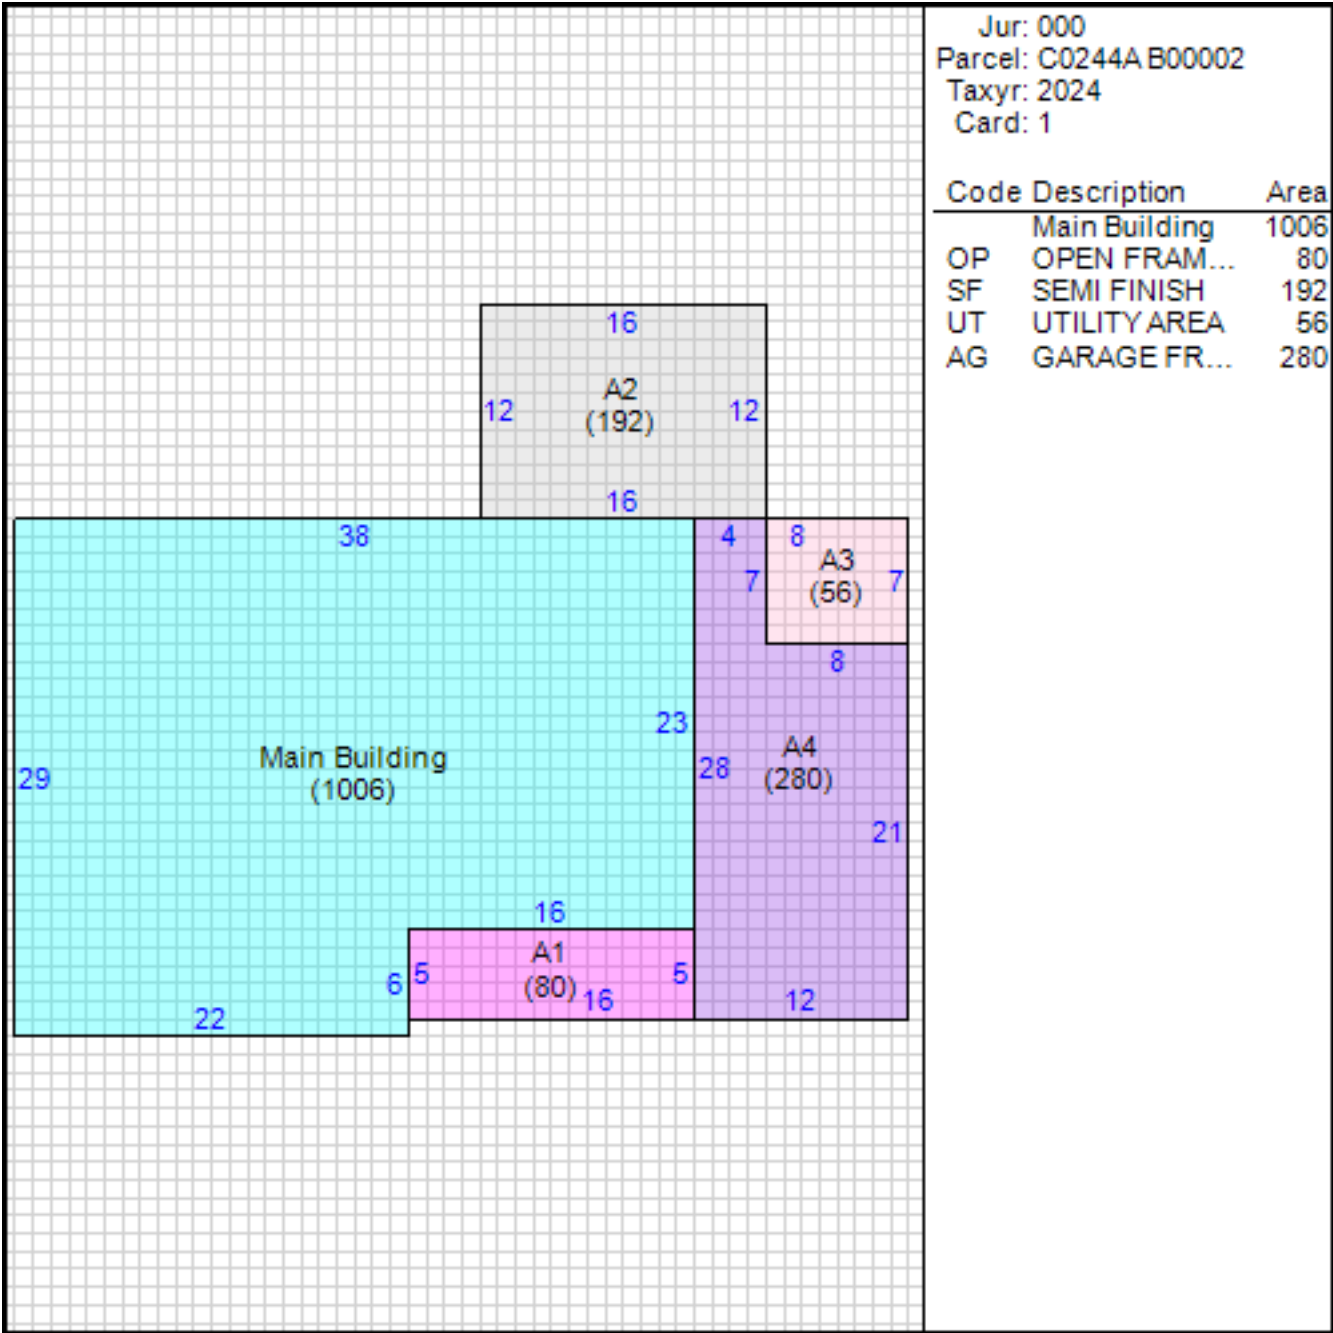 Jur: 000
Parcel: C0244A B00002
Taxyr: 2024
Card: 1
Code Description Area
Main Building 1006
OP OPEN FRAM... 80
SF SEMI FINISH 192
UT UTILITY AREA 56
AG GARAGE FR... 280
16
A2
12 (192) 12
16
38 4 8
A3
7 (56) 7
8
23
Main Building
(1006)
29
28
A4
(280)
21
16
A1
6 5 (80) 5
16 12
22